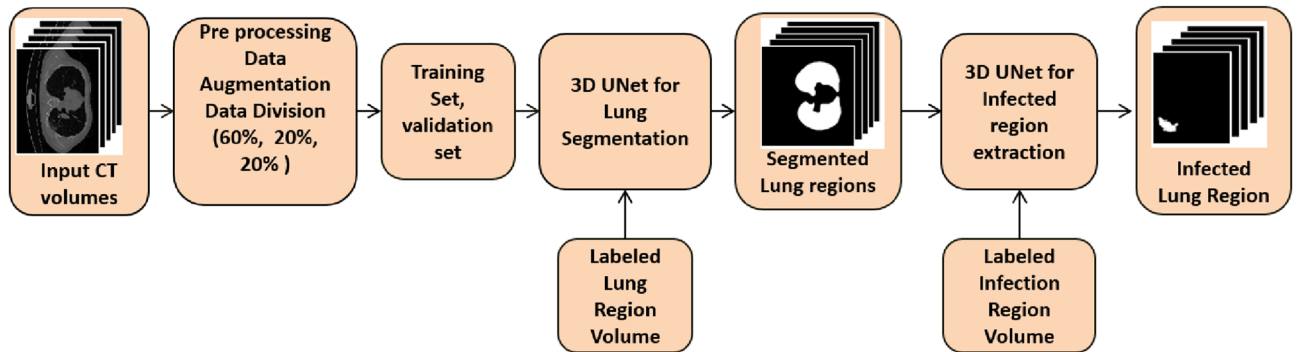 Input CT
volumes
Pre processing
Data
Augmentation
Data Division
(60%, 20%,
20% )
Training
Set,
validation
set
3D UNet for
Lung
Segmentation
Segmented
Lung regions
3D UNet for
Infected
region
extraction
Infected
Lung Region
Labeled
Lung
Region
Volume
Labeled
Infection
Region
Volume